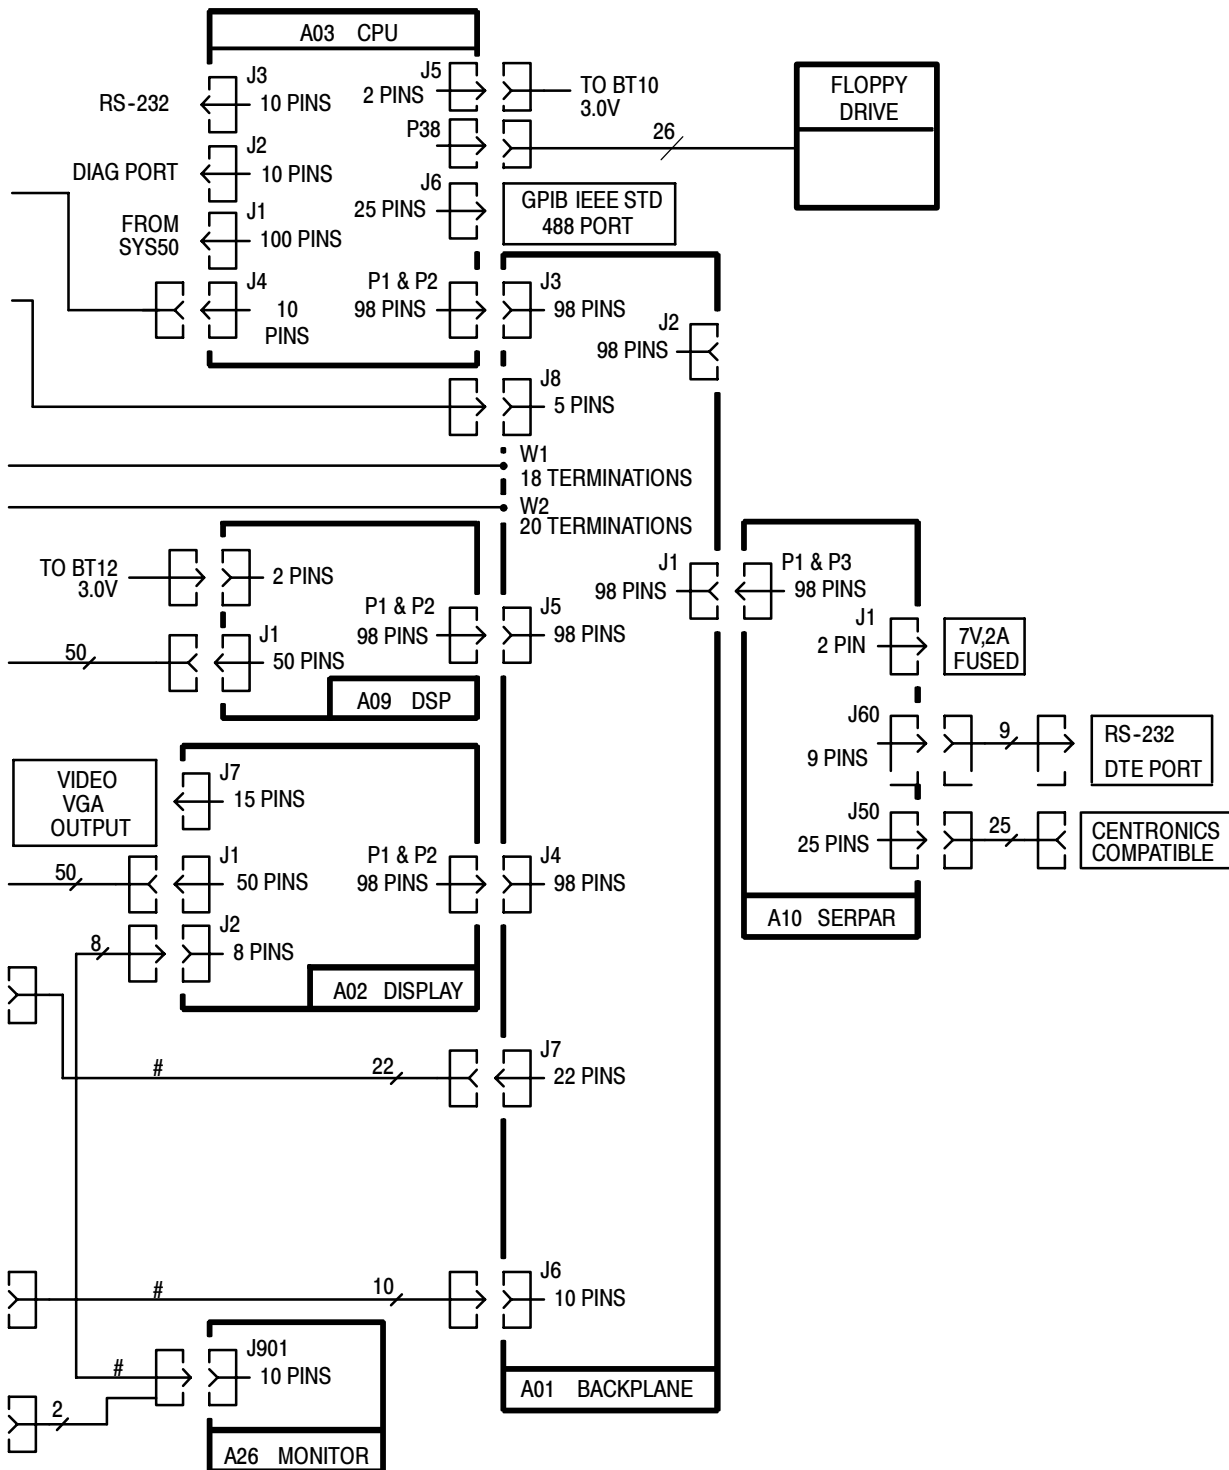 A03 CPU
J3
RS-232
10 PINS
J5
2 PINS
TO BT10
3.0V
FLOPPY
DRIVE
P38
26
J2
DIAG PORT
10 PINS
J6
25 PINS
GPIB IEEE STD
488 PORT
J1
FROM
SYS50
100 PINS
J4
10
PINS
P1 & P2
98 PINS
J3
98 PINS
J2
98 PINS
J8
5 PINS
W1
18 TERMINATIONS
W2
20 TERMINATIONS
TO BT12
3.0V
2 PINS
P1 & P2
98 PINS
J5
98 PINS
J1
98 PINS
P1 & P3
98 PINS
50
J1
50 PINS
A09 DSP
J1
2 PIN
7V,2A
FUSED
J60
9 PINS
9
RS-232
DTE PORT
VIDEO
VGA
OUTPUT
J7
15 PINS
J50
25 PINS
25
CENTRONICS
COMPATIBLE
50
J1
50 PINS
P1 & P2
98 PINS
J4
98 PINS
A10 SERPAR
8
J2
8 PINS
A02 DISPLAY
#
22
J7
22 PINS
#
10
J6
10 PINS
#
J901
10 PINS
2
A01 BACKPLANE
A26 MONITOR